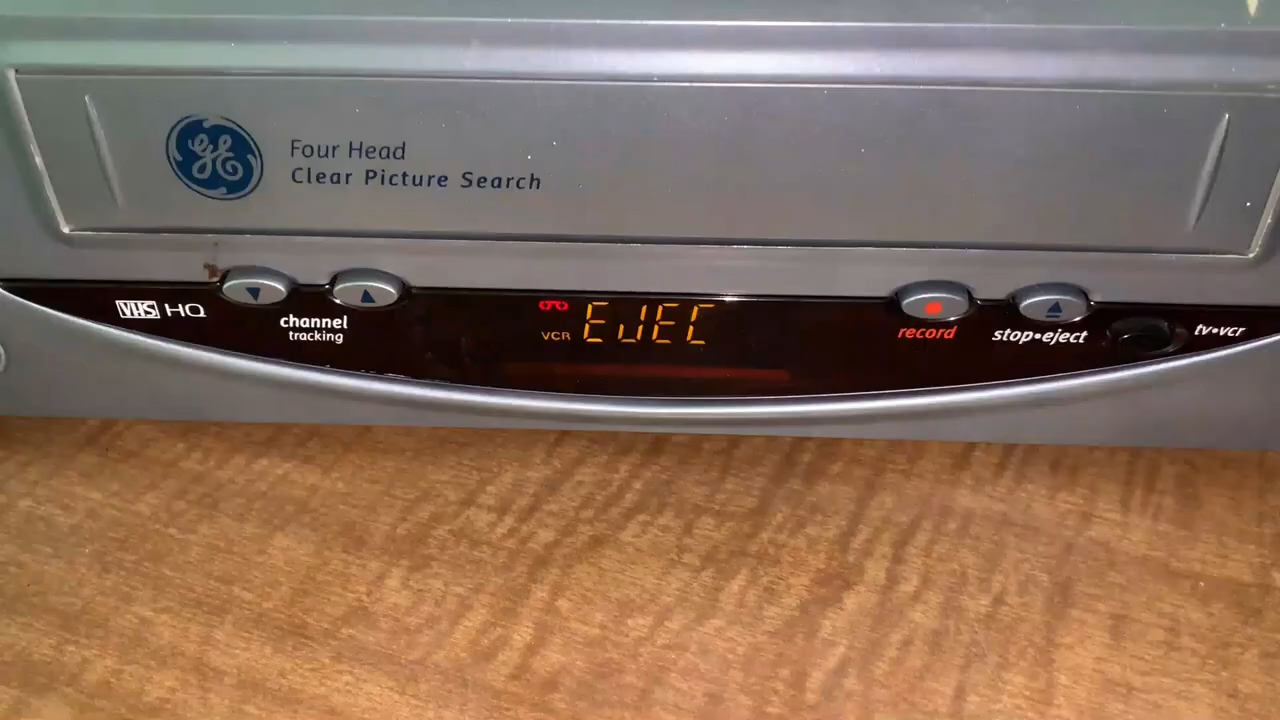 GE
Four Head
Clear Picture Search
VHS HQ
channel
tracking
VCR EJEC
record
stop•eject
tv•vcr